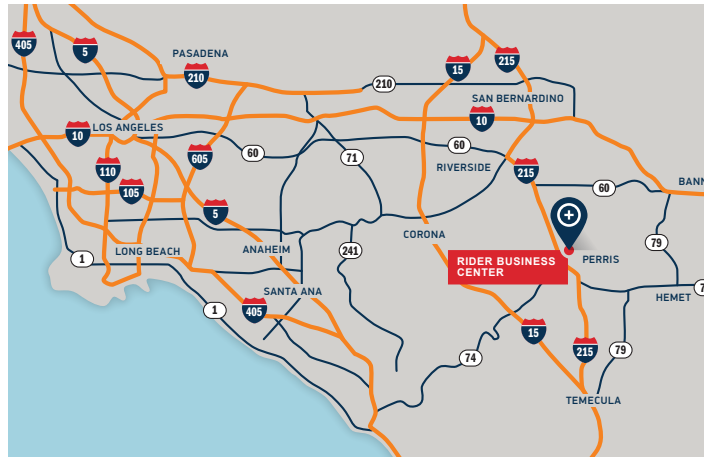 405
5
PASADENA
210
15
215
210
SAN BERNARDINO
10
LOS ANGELES
10
110
105
605
60
71
60
RIVERSIDE
215
60
BANN
5
1
LONG BEACH
ANAHEIM
241
CORONA
79
RIDER BUSINESS
CENTER
PERRIS
SANTA ANA
HEMET
7
1
405
15
74
215
79
TEMECULA